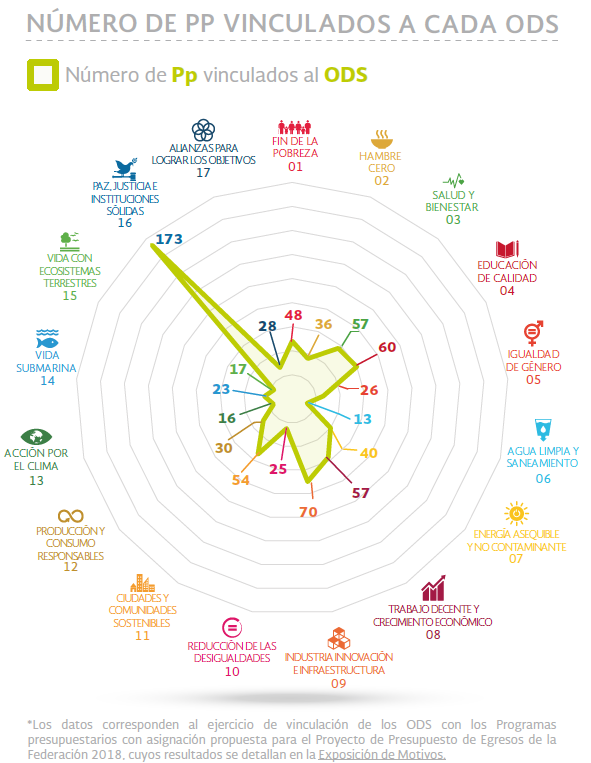 NÚMERO DE PP VINCULADOS A CADA ODS
Número de Pp vinculados al ODS
FIN DE LA
POBREZA
01
HAMBRE
CERO
02
SALUD Y
BIENESTAR
03
EDUCACIÓN
DE CALIDAD
04
IGUALDAD
DE GÉNERO
05
AGUA LIMPIA Y
SANEAMIENTO
06
ENERGÍA ASEQUIBLE
Y NO CONTAMINANTE
07
TRABAJO DECENTE Y
CRECIMIENTO ECONÓMICO
08
INDUSTRIA INNOVACIÓN
E INFRAESTRUCTURA
09
REDUCCIÓN DE LAS
DESIGUALDADES
10
CIUDADES Y
COMUNIDADES
SOSTENIBLES
11
PRODUCCIÓN Y
CONSUMO
RESPONSABLES
12
ACCIÓN POR
EL CLIMA
13
VIDA
SUBMARINA
14
VIDA CON
ECOSISTEMAS
TERRESTRES
15
PAZ, JUSTICIA E
INSTITUCIONES
SÓLIDAS
16
ALIANZAS PARA
LOGRAR LOS OBJETIVOS
17
48
36
57
60
26
13
40
57
70
25
54
30
16
23
17
173
28
*Los datos corresponden al ejercicio de vinculación de los ODS con los Programas
presupuestarios con asignación propuesta para el Proyecto de Presupuesto de Egresos de la
Federación 2018, cuyos resultados se detallan en la Exposición de Motivos.